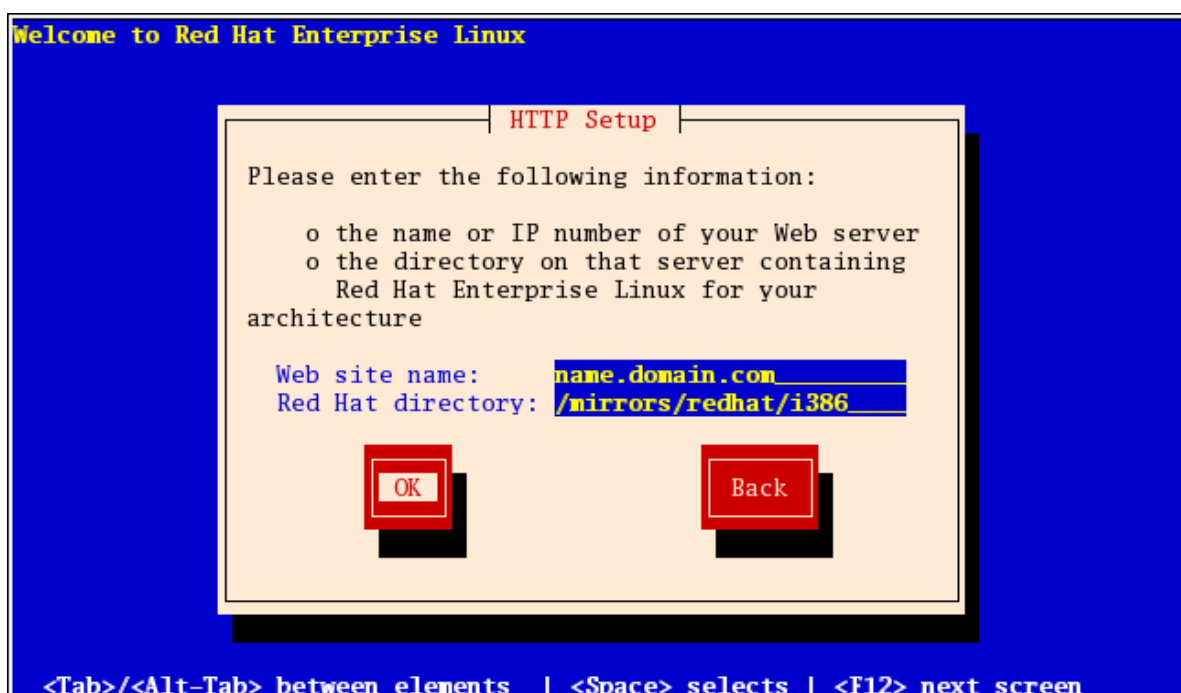 Welcome to Red Hat Enterprise Linux
HTTP Setup
Please enter the following information:
o the name or IP number of your Web server
o the directory on that server containing
Red Hat Enterprise Linux for your
architecture
Web site name: name.domain.com_________
Red Hat directory: /mirrors/redhat/i386____
OK Back
<Tab>/<Alt-Tab> between elements | <Space> selects | <F12> next screen